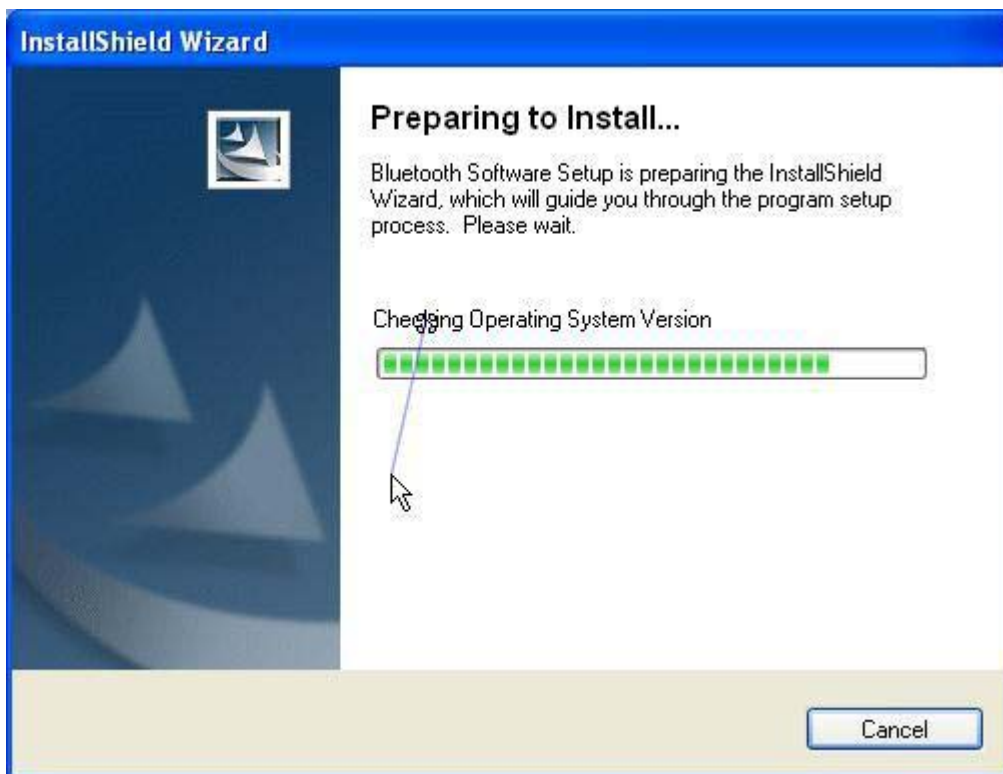 InstallShield Wizard
Preparing to Install...
Bluetooth Software Setup is preparing the InstallShield
Wizard, which will guide you through the program setup
process.  Please wait.
Checking Operating System Version
Cancel